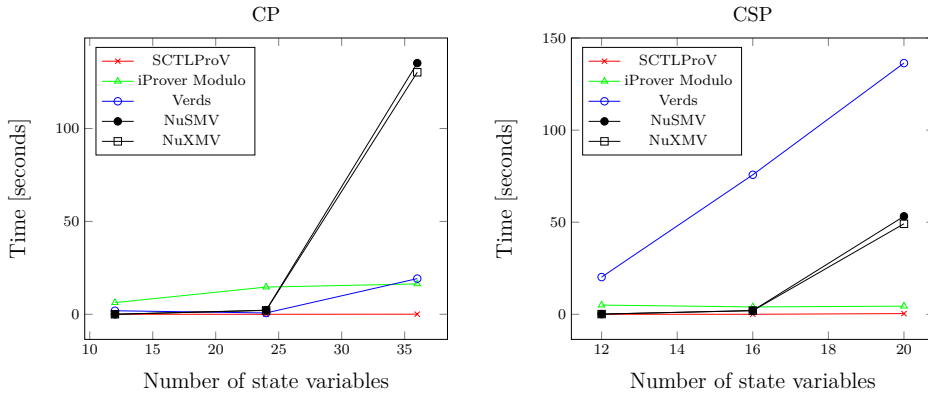 CP
SCTLProV
iProver Modulo
Verds
NuSMV
NuXMV
Time [seconds]
100
50
0
10 15 20 25 30 35
Number of state variables
CSP
SCTLProV
iProver Modulo
Verds
NuSMV
NuXMV
Time [seconds]
150
100
50
0
12 14 16 18 20
Number of state variables